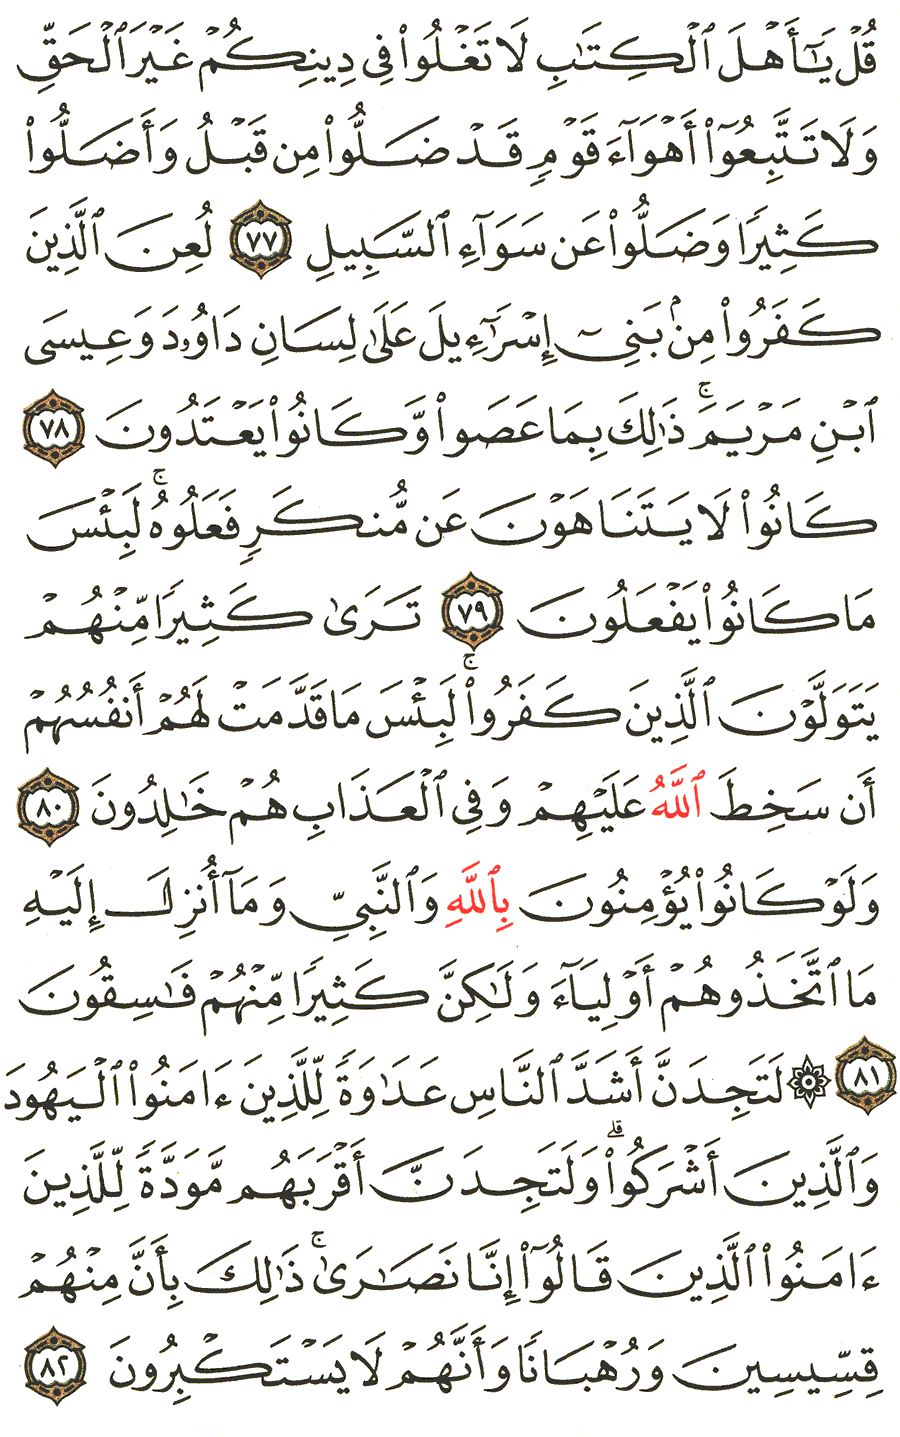 قُلْ يَـٰٓأَهْلَ ٱلْكِتَـٰبِ لَا تَغْلُوا۟ فِى دِينِكُمْ غَيْرَ ٱلْحَقِّ
وَلَا تَتَّبِعُوٓا۟ أَهْوَآءَ قَوْمٍ قَدْ ضَلُّوا۟ مِن قَبْلُ وَأَضَلُّوا۟
كَثِيرًا وَضَلُّوا۟ عَن سَوَآءِ ٱلسَّبِيلِ ٧٧ لُعِنَ ٱلَّذِينَ
كَفَرُوا۟ مِنۢ بَنِىٓ إِسْرَٰٓءِيلَ عَلَىٰ لِسَانِ دَاوُۥدَ وَعِيسَى
ٱبْنِ مَرْيَمَ ۚ ذَٰلِكَ بِمَا عَصَوا۟ وَّكَانُوا۟ يَعْتَدُونَ ٧٨
كَانُوا۟ لَا يَتَنَاهَوْنَ عَن مُّنكَرٍ فَعَلُوهُ ۚ لَبِئْسَ
مَا كَانُوا۟ يَفْعَلُونَ ٧٩ تَرَىٰ كَثِيرًا مِّنْهُمْ
يَتَوَلَّوْنَ ٱلَّذِينَ كَفَرُوا۟ ۚ لَبِئْسَ مَا قَدَّمَتْ لَهُمْ أَنفُسُهُمْ
أَن سَخِطَ ٱللَّهُ عَلَيْهِمْ وَفِى ٱلْعَذَابِ هُمْ خَـٰلِدُونَ ٨٠
وَلَوْ كَانُوا۟ يُؤْمِنُونَ بِٱللَّهِ وَٱلنَّبِىِّ وَمَآ أُنزِلَ إِلَيْهِ
مَا ٱتَّخَذُوهُمْ أَوْلِيَآءَ وَلَـٰكِنَّ كَثِيرًا مِّنْهُمْ فَـٰسِقُونَ
٨١ ۞ لَتَجِدَنَّ أَشَدَّ ٱلنَّاسِ عَدَٰوَةً لِّلَّذِينَ ءَامَنُوا۟ ٱلْيَهُودَ
وَٱلَّذِينَ أَشْرَكُوا۟ ۖ وَلَتَجِدَنَّ أَقْرَبَهُم مَّوَدَّةً لِّلَّذِينَ
ءَامَنُوا۟ ٱلَّذِينَ قَالُوٓا۟ إِنَّا نَصَـٰرَىٰ ۚ ذَٰلِكَ بِأَنَّ مِنْهُمْ
قِسِّيسِينَ وَرُهْبَانًا وَأَنَّهُمْ لَا يَسْتَكْبِرُونَ ٨٢